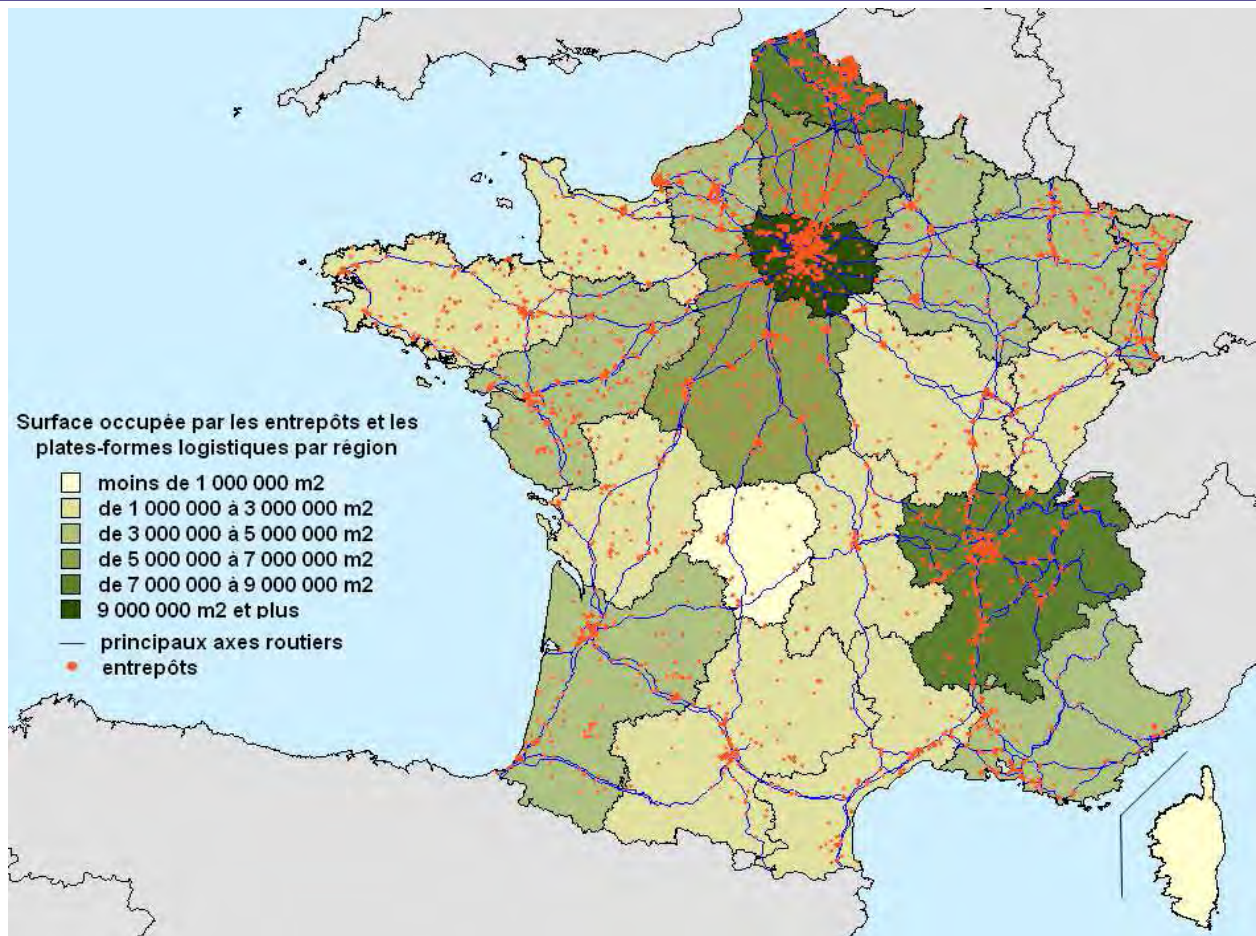 Surface occupée par les entrepôts et les
plates-formes logistiques par région
moins de 1 000 000 m2
de 1 000 000 à 3 000 000 m2
de 3 000 000 à 5 000 000 m2
de 5 000 000 à 7 000 000 m2
de 7 000 000 à 9 000 000 m2
9 000 000 m2 et plus
principaux axes routiers
entrepôts